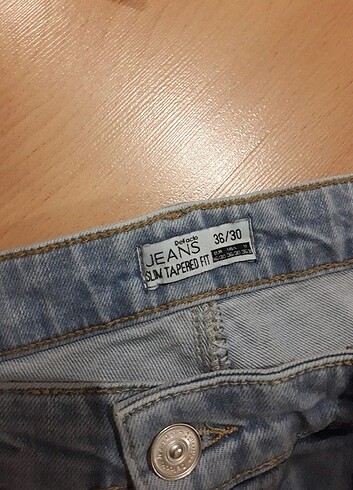 DeFacto
JEANS 36/30
SLIM TAPERED FIT